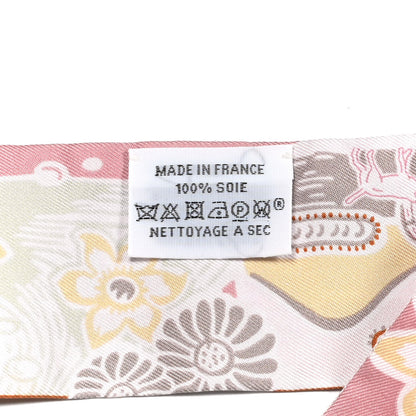 MADE IN FRANCE
100% SOIE
®
NETTOYAGE A SEC